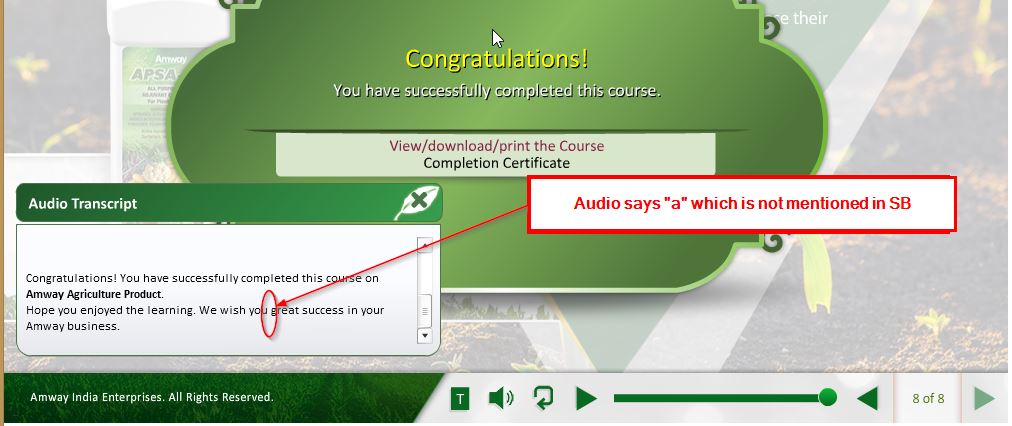 se their
Amway
APSA-
ALL PURP
Congratulations!
You have successfully completed this course.
View/download/print the Course
Completion Certificate
Audio Transcript
Audio says "a" which is not mentioned in SB
Congratulations! You have successfully completed this course on
Amway Agriculture Product.
Hope you enjoyed the learning. We wish you great success in your
Amway business.
Amway India Enterprises. All Rights Reserved.
T
8 of 8